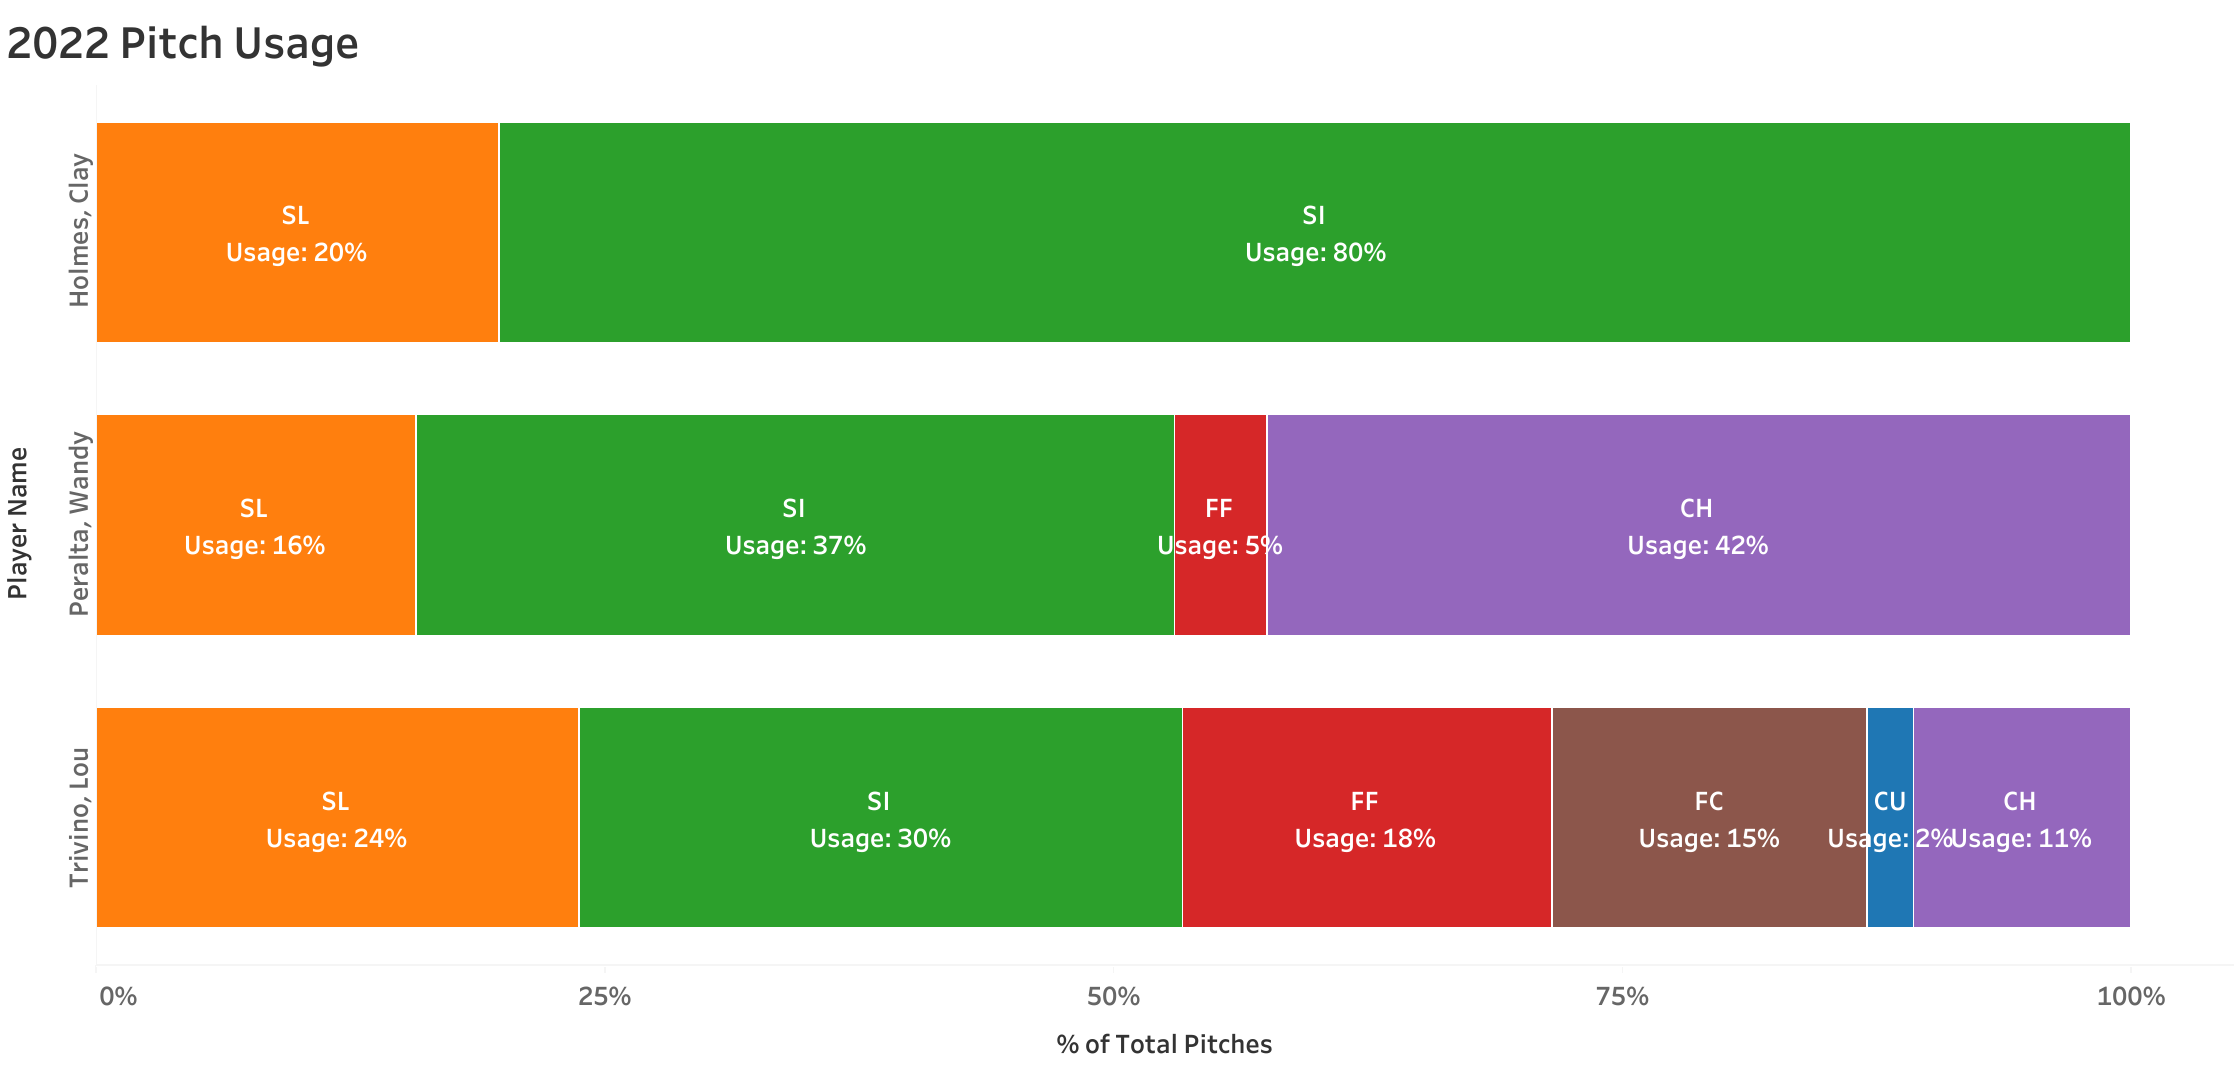 2022 Pitch Usage
Player Name
Holmes, Clay
SL
Usage: 20%
SI
Usage: 80%
Peralta, Wandy
SL
Usage: 16%
SI
Usage: 37%
FF
Usage: 5%
CH
Usage: 42%
Trivino, Lou
SL
Usage: 24%
SI
Usage: 30%
FF
Usage: 18%
FC
Usage: 15%
CU
Usage: 2%
CH
Usage: 11%
0% 25% 50% 75% 100%
% of Total Pitches